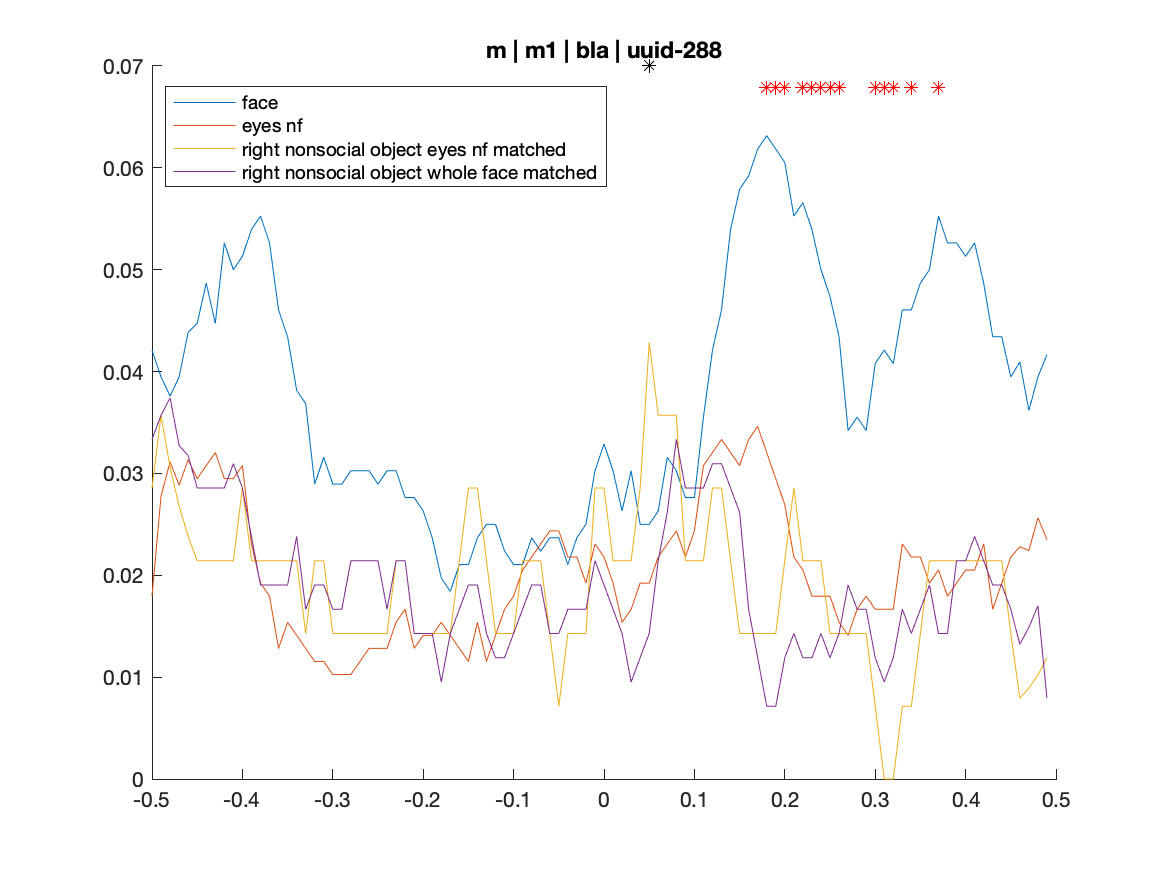 m | m1 | bla | uuid-288
0.07
face
eyes nf
right nonsocial object eyes nf matched
right nonsocial object whole face matched
0.06
0.05
0.04
0.03
0.02
0.01
0
-0.5 -0.4 -0.3 -0.2 -0.1 0 0.1 0.2 0.3 0.4 0.5